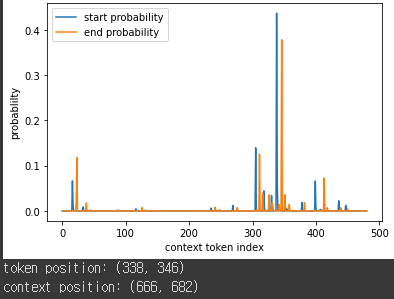 start probability
end probability
0.4
0.3
0.2
0.1
0.0
probablilty
0
100
200
300
400
500
context token index
token position: (338, 346)
context position: (666, 682)